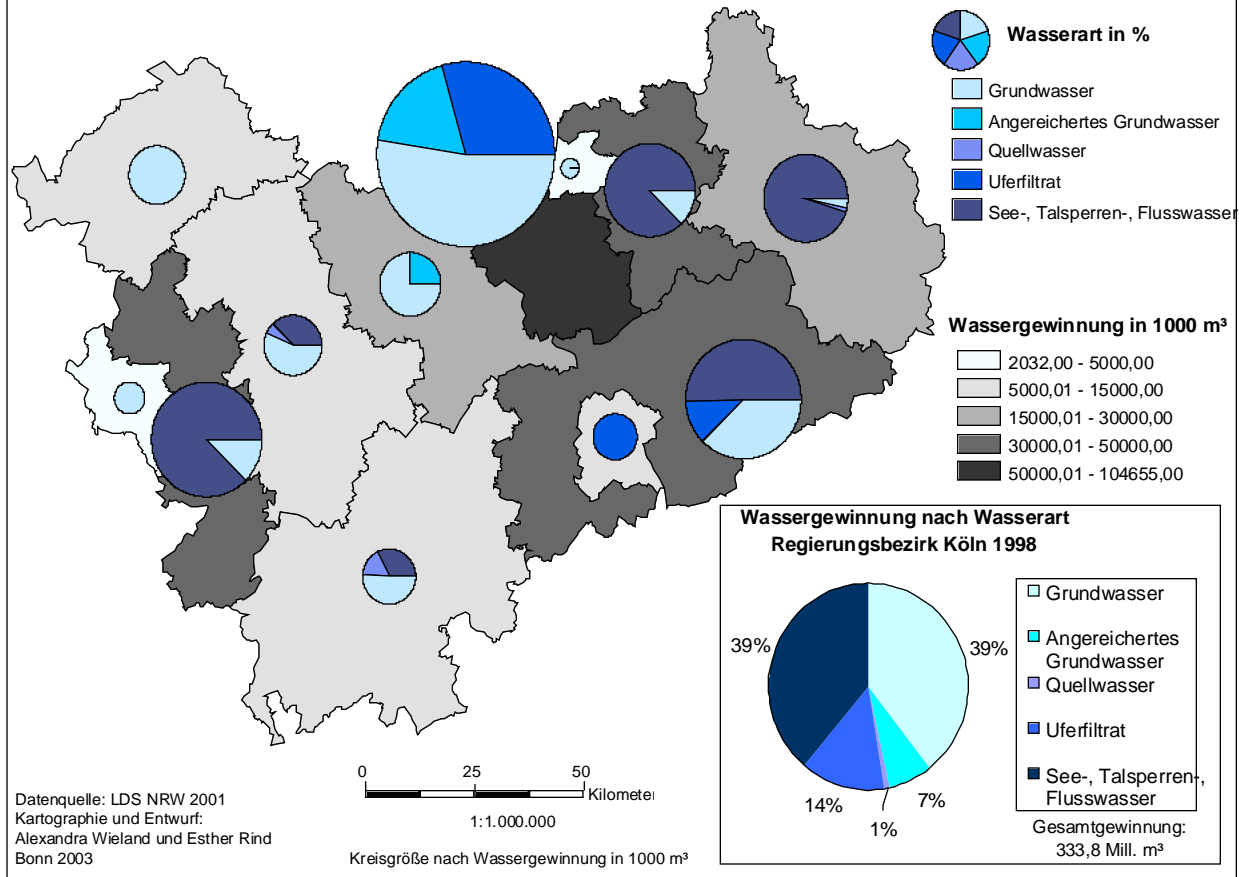 Wasserart in %
Grundwasser
Angereichertes Grundwasser
Quellwasser
Uferfiltrat
See-, Talsperren-, Flusswasser
Wassergewinnung in 1000 m³
2032,00 - 5000,00
5000,01 - 15000,00
15000,01 - 30000,00
30000,01 - 50000,00
50000,01 - 104655,00
Wassergewinnung nach Wasserart
Regierungsbezirk Köln 1998
39%
39%
14%
1%
7%
Grundwasser
Angereichertes
Grundwasser
Quellwasser
Uferfiltrat
See-, Talsperren-,
Flusswasser
Gesamtgewinnung:
333,8 Mill. m³
0 25 50
Kilometer
1:1.000.000
Kreisgröße nach Wassergewinnung in 1000 m³
Datenquelle: LDS NRW 2001
Kartographie und Entwurf:
Alexandra Wieland und Esther Rind
Bonn 2003